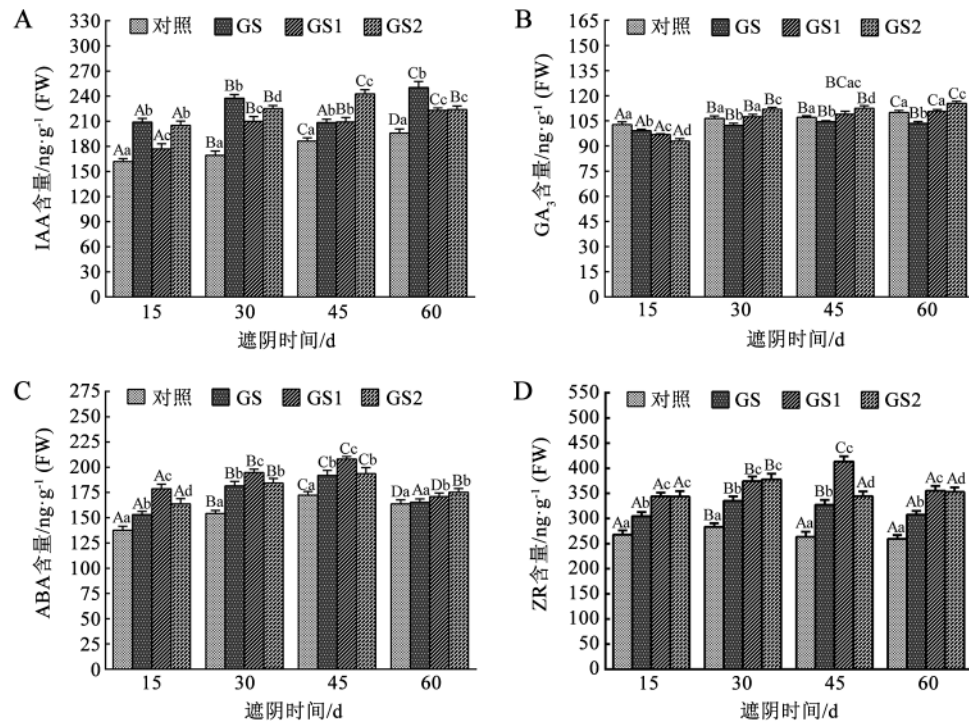 A
对照 GS GS1 GS2
330
300
270
240
210
180
150
120
90
60
30
0
IAA含量/ng·g⁻¹ (FW)
Aa Ab Ac Ab
Ba Bb Bc Bd
Ca Ab Bb Cc
Da Cb Cc Bc
15 30 45 60
遮阴时间/d
B
对照 GS GS1 GS2
165
150
135
120
105
90
75
60
45
30
15
0
GA₃含量/ng·g⁻¹ (FW)
Aa Ab Ac Ad
Ba Bb Ba Bc
BCac
Ca Bb Bd
Ca Bb Ca Cc
15 30 45 60
遮阴时间/d
C
对照 GS GS1 GS2
275
250
225
200
175
150
125
100
75
50
25
0
ABA含量/ng·g⁻¹ (FW)
Aa Ab Ac Ad
Ba Bb Bc Bb
Ca Cb Cc Cb
Da Aa Db Bb
15 30 45 60
遮阴时间/d
D
对照 GS GS1 GS2
550
500
450
400
350
300
250
200
150
100
50
0
ZR含量/ng·g⁻¹ (FW)
Aa Ab Ac Ac
Ba Bb Bc Bc
Aa Bb Cc Ad
Aa Ab Ac Ac
15 30 45 60
遮阴时间/d